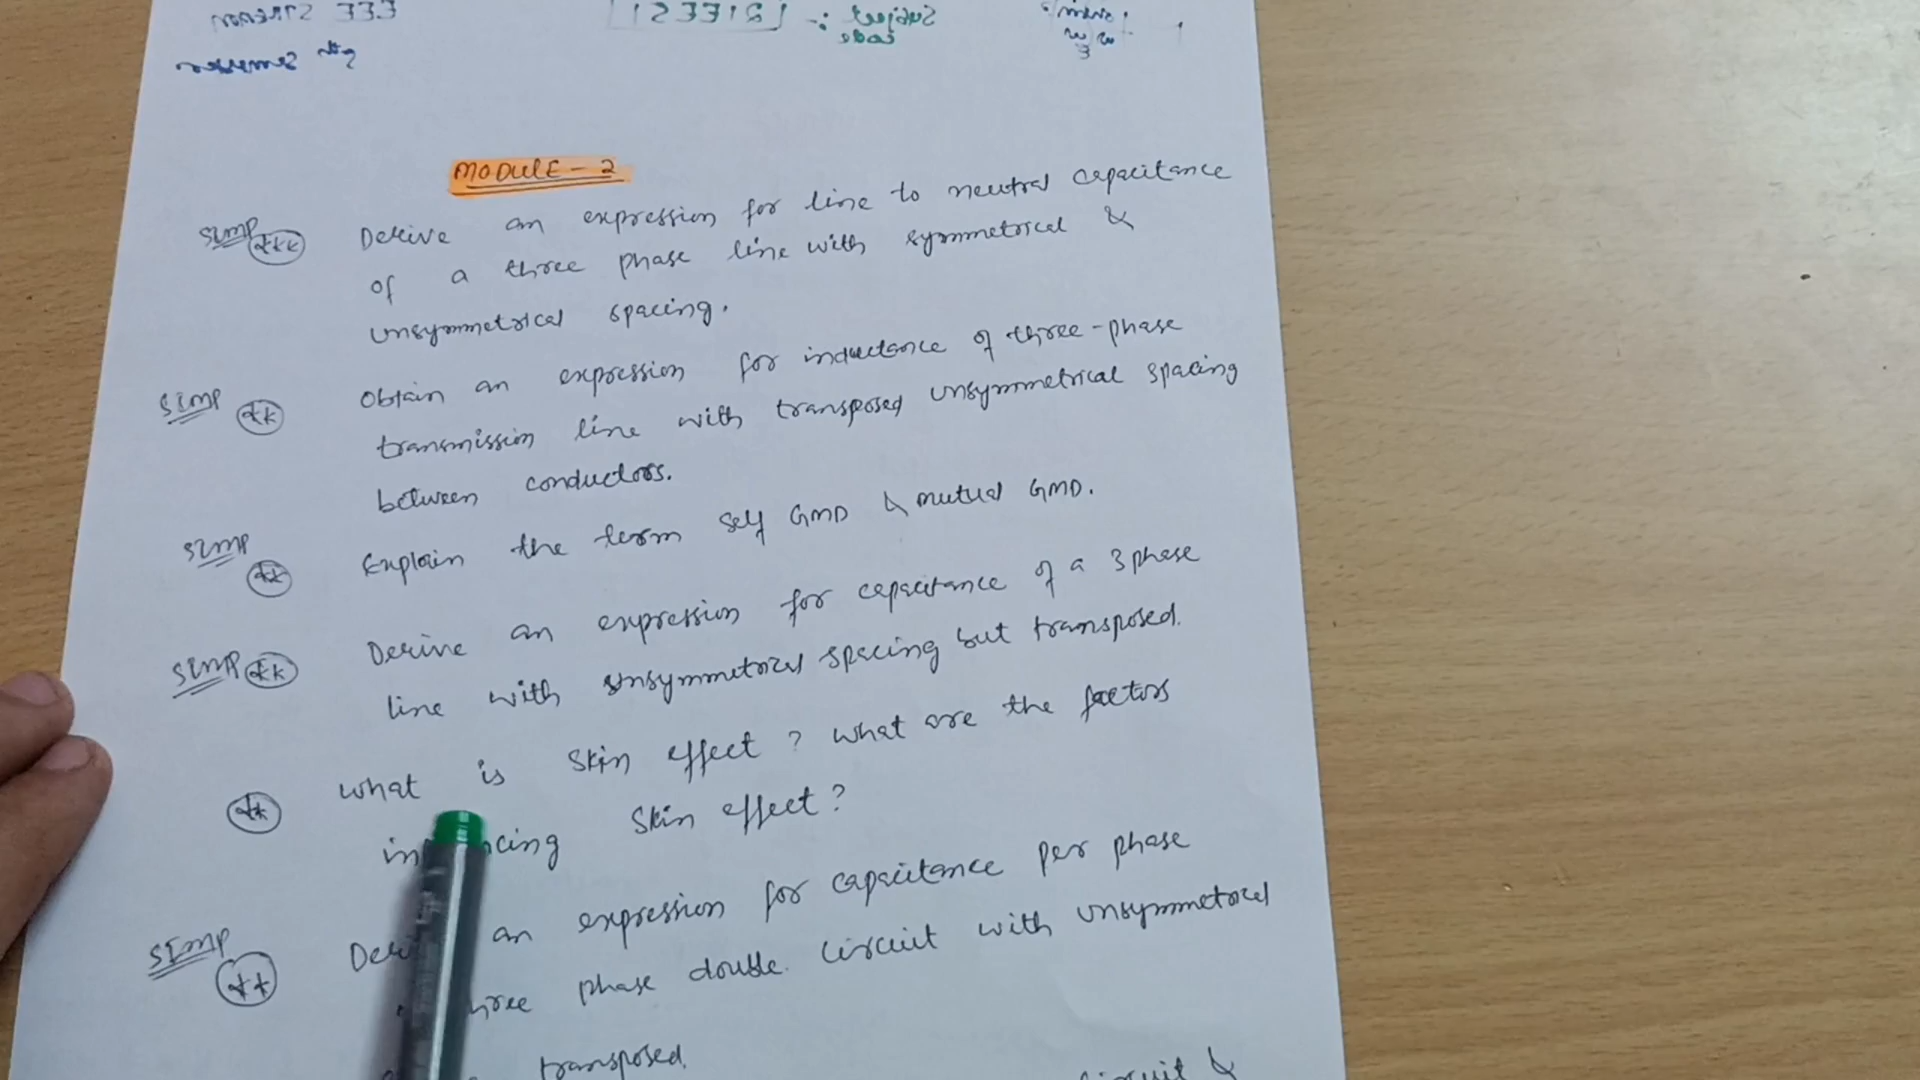 MODULE-2
SIMP ** Derive an expression for line to neutral capacitance
of a three phase line with symmetrical &
unsymmetrical spacing.
SIMP ** Obtain an expression for inductance of three-phase
transmission line with transposed unsymmetrical spacing
between conductors.
SIMP ** Explain the term self GMD & mutual GMD.
SIMP ** Derive an expression for capacitance of a 3 phase
line with unsymmetrical spacing but transposed.
** What is skin effect? what are the factors
skin effect?
SIMP ** an expression for capacitance per phase
phase double circuit with unsymmetrical
transposed.
circuit &